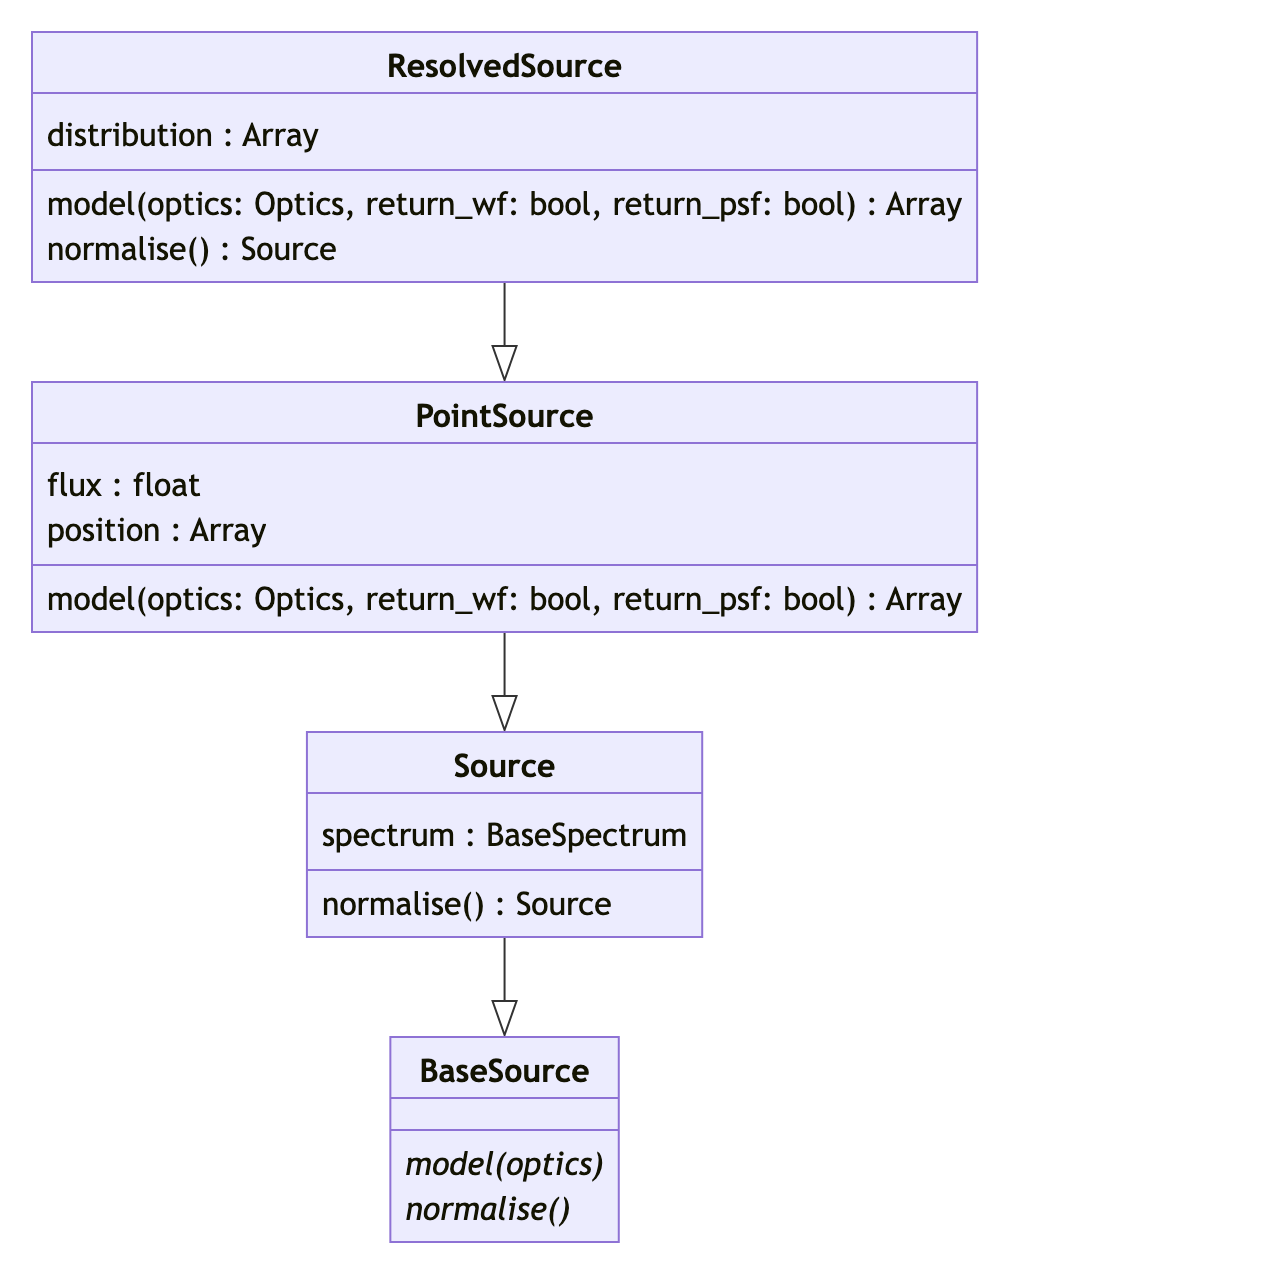 ResolvedSource
distribution : Array
model(optics: Optics, return_wf: bool, return_psf: bool) : Array
normalise() : Source
PointSource
flux : float
position : Array
model(optics: Optics, return_wf: bool, return_psf: bool) : Array
Source
spectrum : BaseSpectrum
normalise() : Source
BaseSource
model(optics)
normalise()